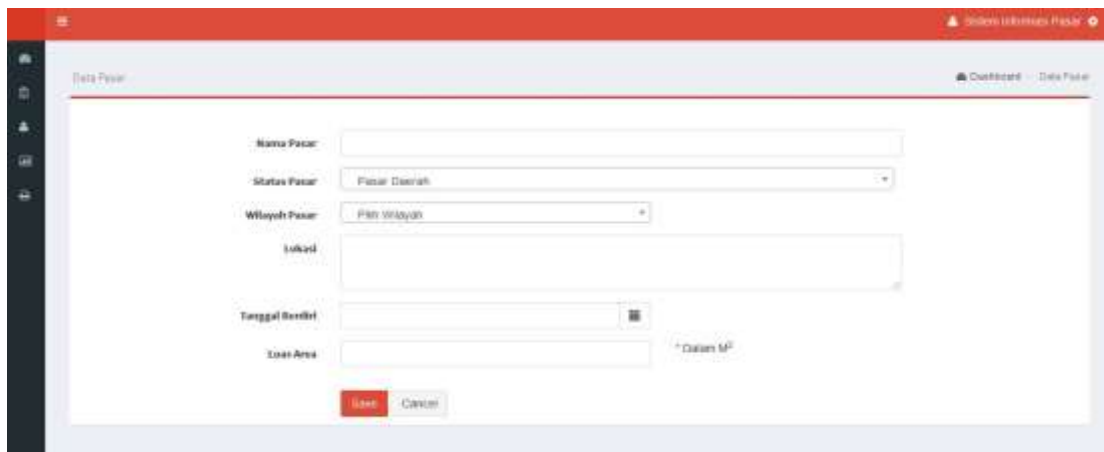 Sistem Informasi Pasar
Data Pasar
Dashboard Data Pasar
Nama Pasar
Status Pasar Pasar Daerah
Wilayah Pasar Pilih Wilayah
Lokasi
Tanggal Berdiri
Luas Area * Dalam M²
Save Cancel